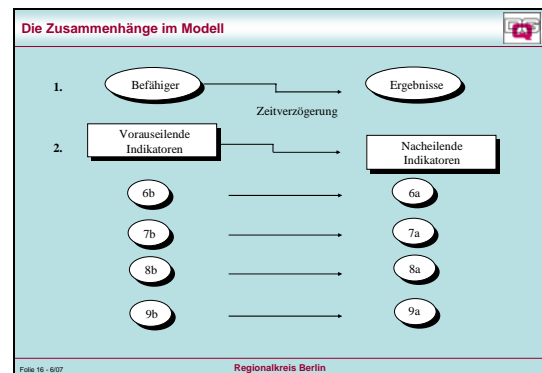 Die Zusammenhänge im Modell
DGQ
1. Befähiger Ergebnisse
Zeitverzögerung
2. Vorauseilende Indikatoren Nacheilende Indikatoren
6b 6a
7b 7a
8b 8a
9b 9a
Folie 16 - 6/07 Regionalkreis Berlin